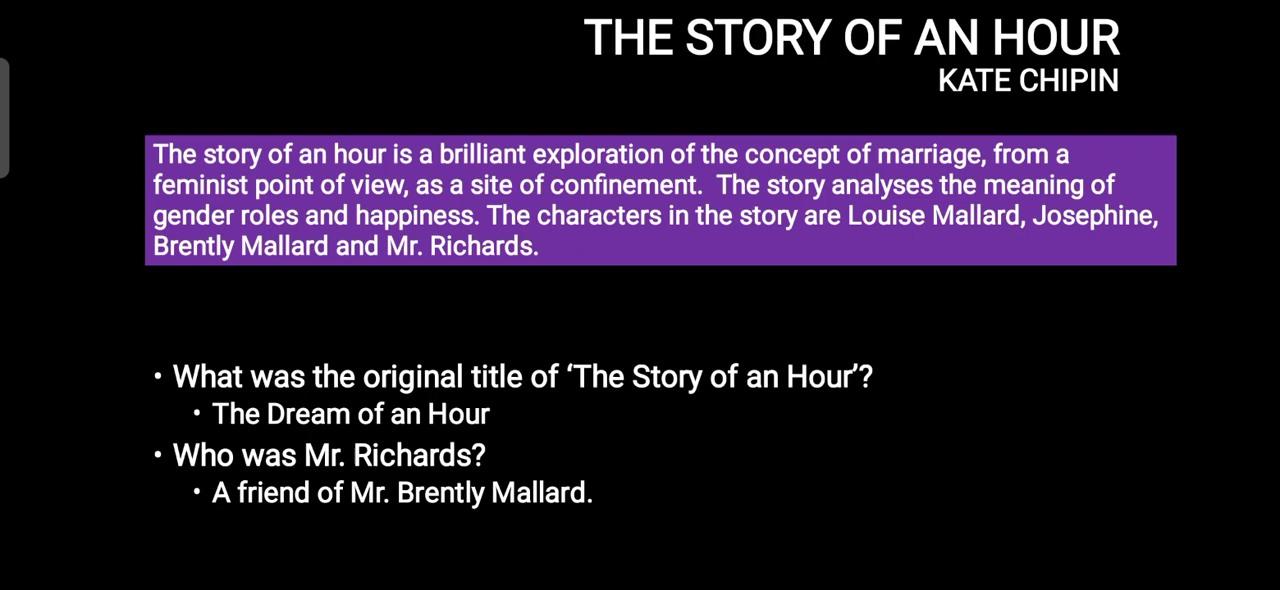 THE STORY OF AN HOUR
KATE CHIPIN
The story of an hour is a brilliant exploration of the concept of marriage, from a
feminist point of view, as a site of confinement.  The story analyses the meaning of
gender roles and happiness. The characters in the story are Louise Mallard, Josephine,
Brently Mallard and Mr. Richards.
• What was the original title of ‘The Story of an Hour’?
• The Dream of an Hour
• Who was Mr. Richards?
• A friend of Mr. Brently Mallard.